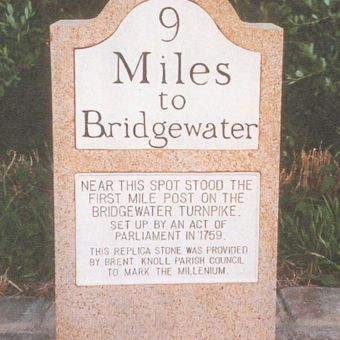 9
Miles
to
Bridgewater
NEAR THIS SPOT STOOD THE
FIRST MILE POST ON THE
BRIDGEWATER TURNPIKE.
SET UP BY AN ACT OF
PARLIAMENT IN 1759.
THIS REPLICA STONE WAS PROVIDED
BY BRENT KNOLL PARISH COUNCIL
TO MARK THE MILLENIUM.